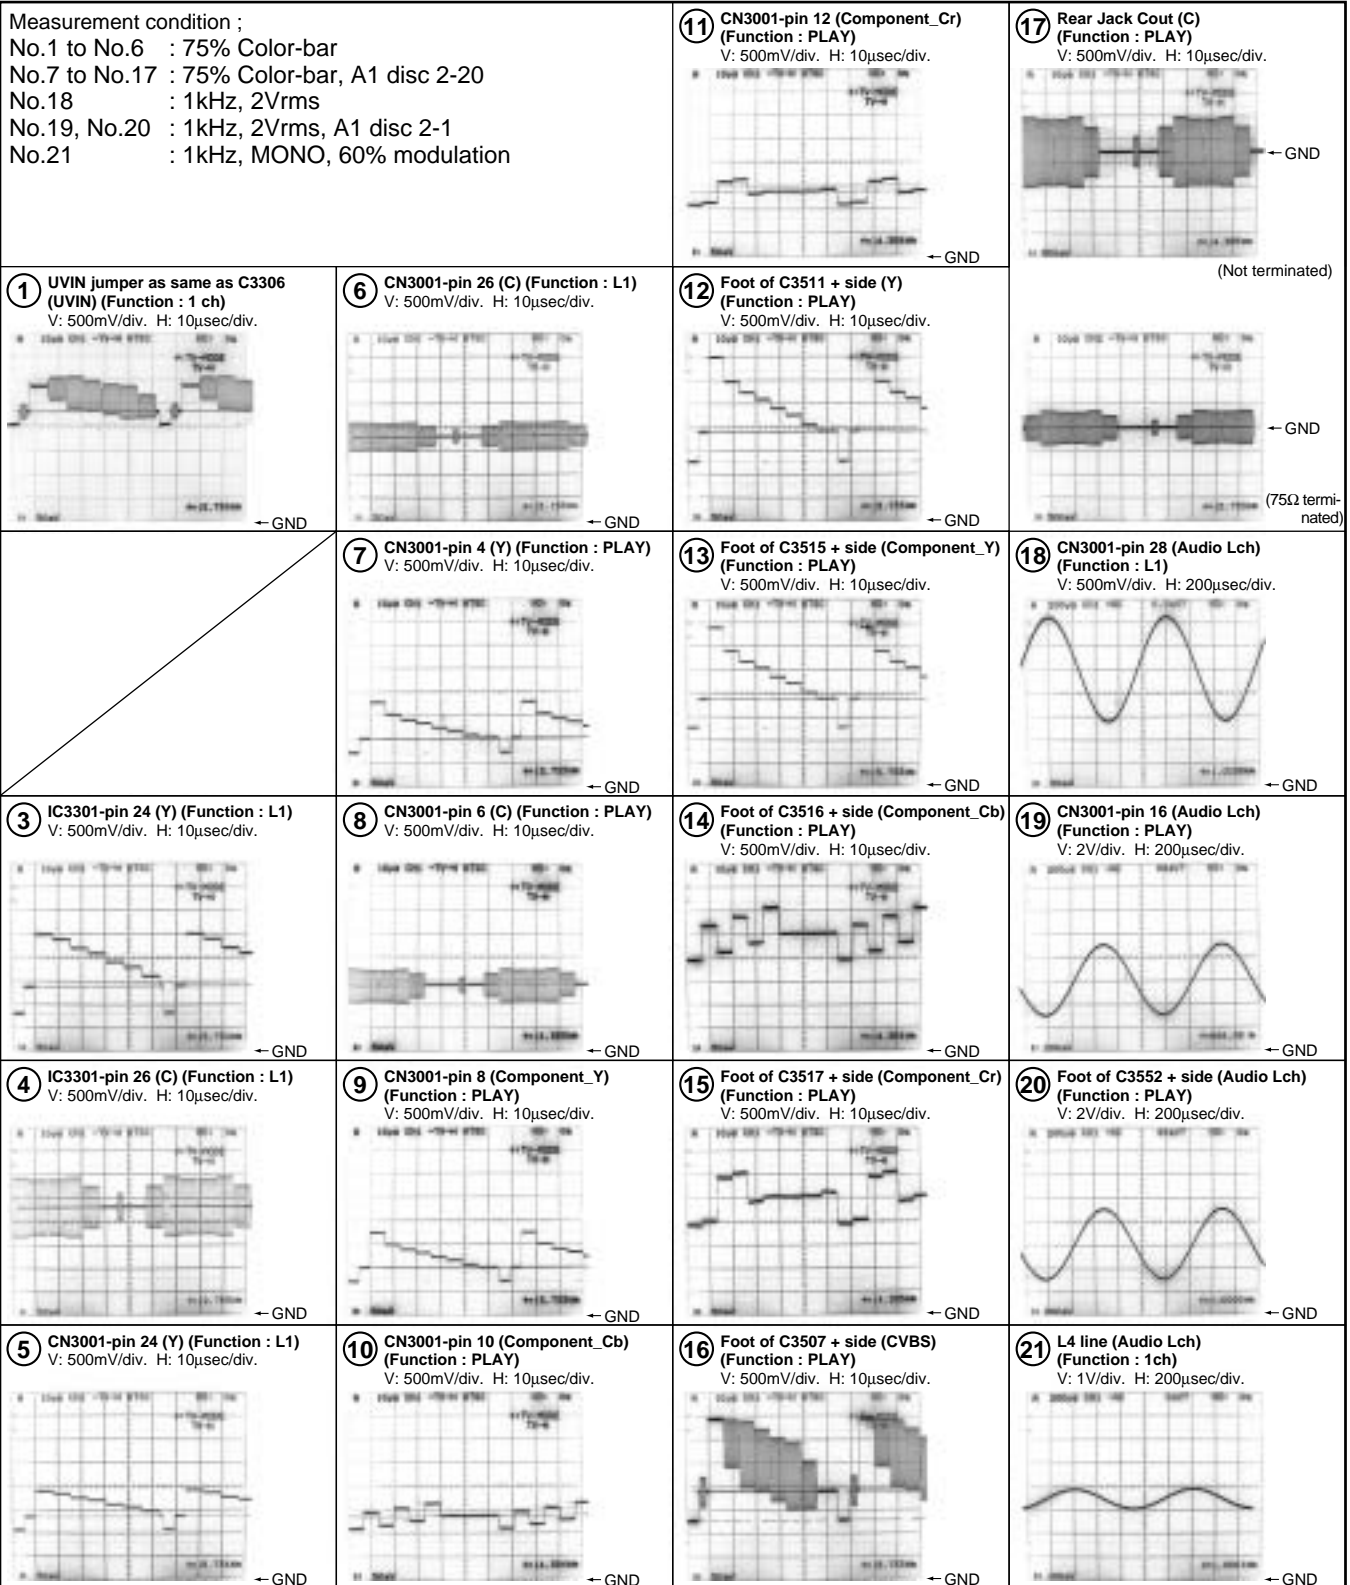 Measurement condition ;
No.1 to No.6 : 75% Color-bar
No.7 to No.17 : 75% Color-bar, A1 disc 2-20
No.18 : 1kHz, 2Vrms
No.19, No.20 : 1kHz, 2Vrms, A1 disc 2-1
No.21 : 1kHz, MONO, 60% modulation
11 CN3001-pin 12 (Component_Cr)
(Function : PLAY)
V: 500mV/div. H: 10µsec/div.
←GND
17 Rear Jack Cout (C)
(Function : PLAY)
V: 500mV/div. H: 10µsec/div.
←GND
(Not terminated)
←GND
(75Ω termi-
nated)
1 UVIN jumper as same as C3306
(UVIN) (Function : 1 ch)
V: 500mV/div. H: 10µsec/div.
←GND
6 CN3001-pin 26 (C) (Function : L1)
V: 500mV/div. H: 10µsec/div.
←GND
12 Foot of C3511 + side (Y)
(Function : PLAY)
V: 500mV/div. H: 10µsec/div.
←GND
7 CN3001-pin 4 (Y) (Function : PLAY)
V: 500mV/div. H: 10µsec/div.
←GND
13 Foot of C3515 + side (Component_Y)
(Function : PLAY)
V: 500mV/div. H: 10µsec/div.
←GND
18 CN3001-pin 28 (Audio Lch)
(Function : L1)
V: 500mV/div. H: 200µsec/div.
←GND
3 IC3301-pin 24 (Y) (Function : L1)
V: 500mV/div. H: 10µsec/div.
←GND
8 CN3001-pin 6 (C) (Function : PLAY)
V: 500mV/div. H: 10µsec/div.
←GND
14 Foot of C3516 + side (Component_Cb)
(Function : PLAY)
V: 500mV/div. H: 10µsec/div.
←GND
19 CN3001-pin 16 (Audio Lch)
(Function : PLAY)
V: 2V/div. H: 200µsec/div.
←GND
4 IC3301-pin 26 (C) (Function : L1)
V: 500mV/div. H: 10µsec/div.
←GND
9 CN3001-pin 8 (Component_Y)
(Function : PLAY)
V: 500mV/div. H: 10µsec/div.
←GND
15 Foot of C3517 + side (Component_Cr)
(Function : PLAY)
V: 500mV/div. H: 10µsec/div.
←GND
20 Foot of C3552 + side (Audio Lch)
(Function : PLAY)
V: 2V/div. H: 200µsec/div.
←GND
5 CN3001-pin 24 (Y) (Function : L1)
V: 500mV/div. H: 10µsec/div.
←GND
10 CN3001-pin 10 (Component_Cb)
(Function : PLAY)
V: 500mV/div. H: 10µsec/div.
←GND
16 Foot of C3507 + side (CVBS)
(Function : PLAY)
V: 500mV/div. H: 10µsec/div.
←GND
21 L4 line (Audio Lch)
(Function : 1ch)
V: 1V/div. H: 200µsec/div.
←GND